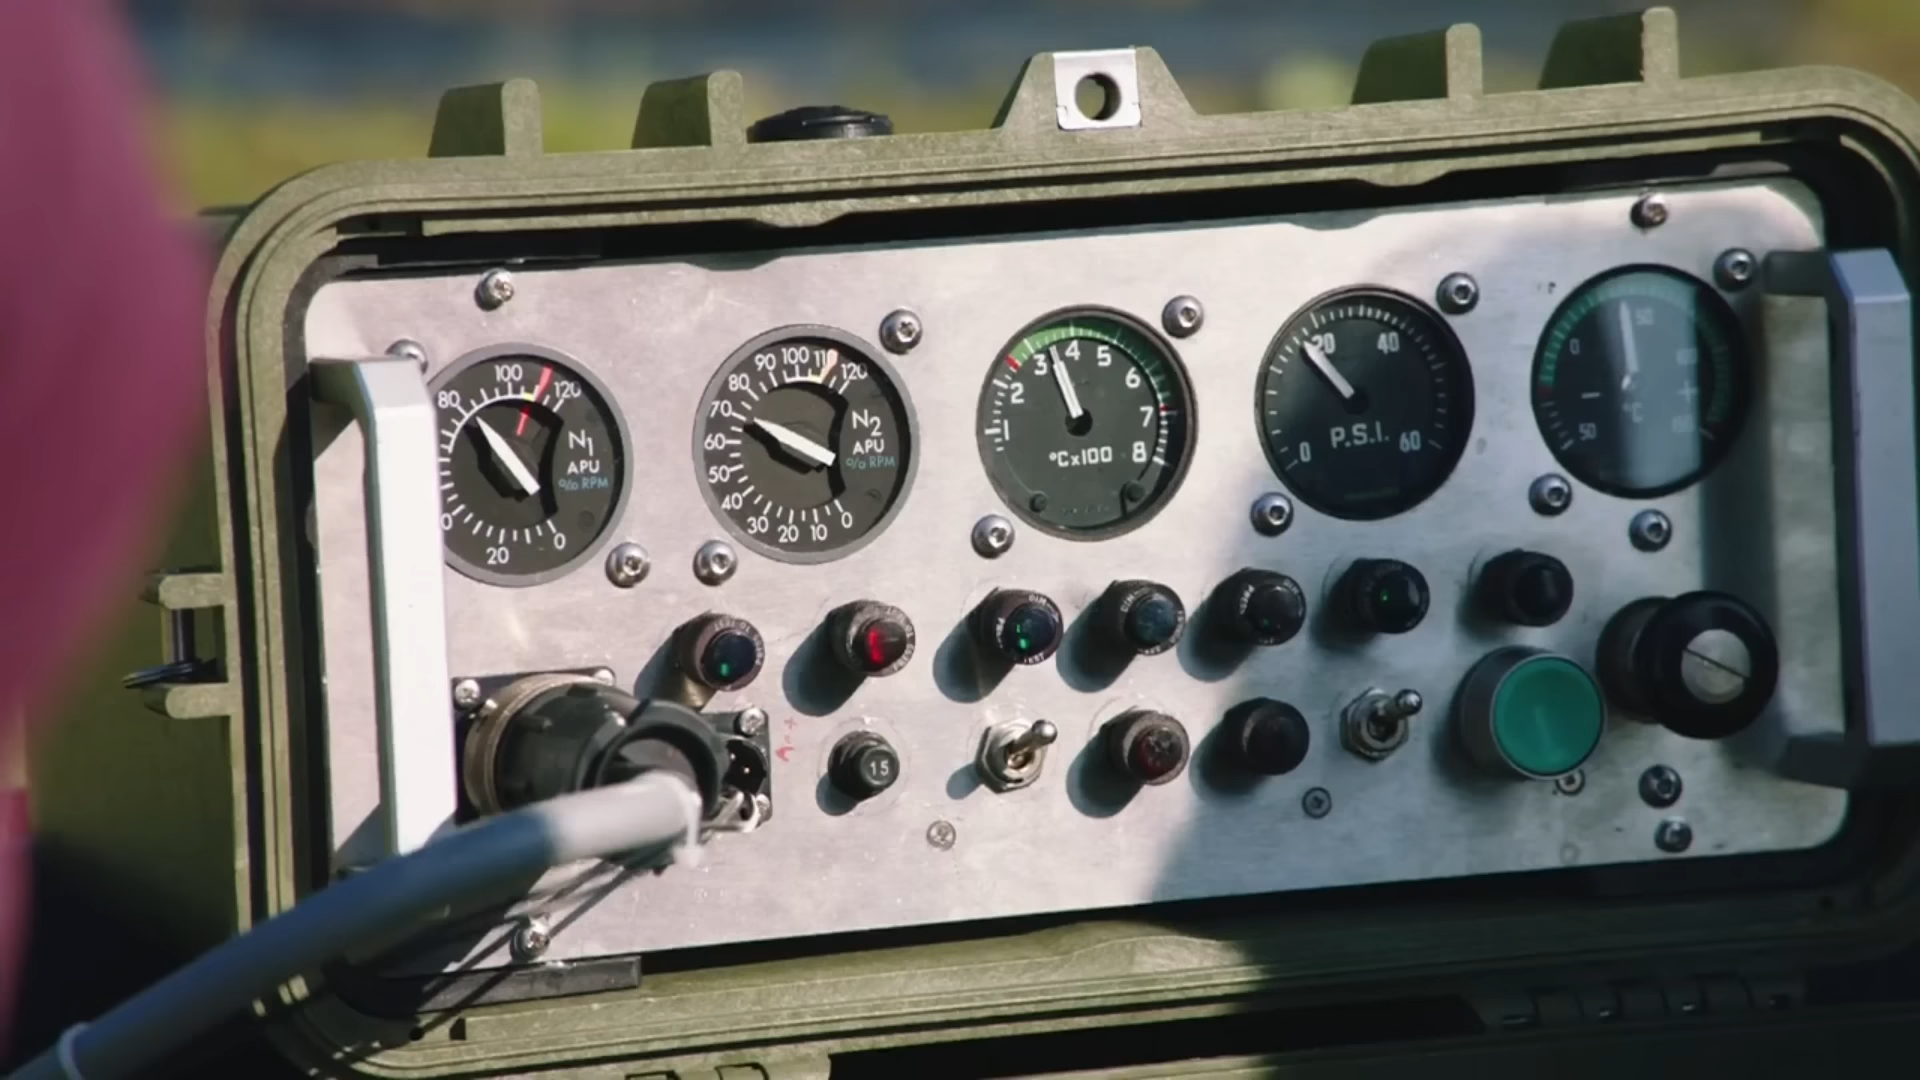 80 100 120
N1
APU
% RPM
0 20 0
60 70 80 90 100 110 120
N2
APU
% RPM
50 40 30 20 10 0
1 2 3 4 5 6 7 8
°Cx100
0 20 40 60
P.S.I.
50 0 50
°C
15